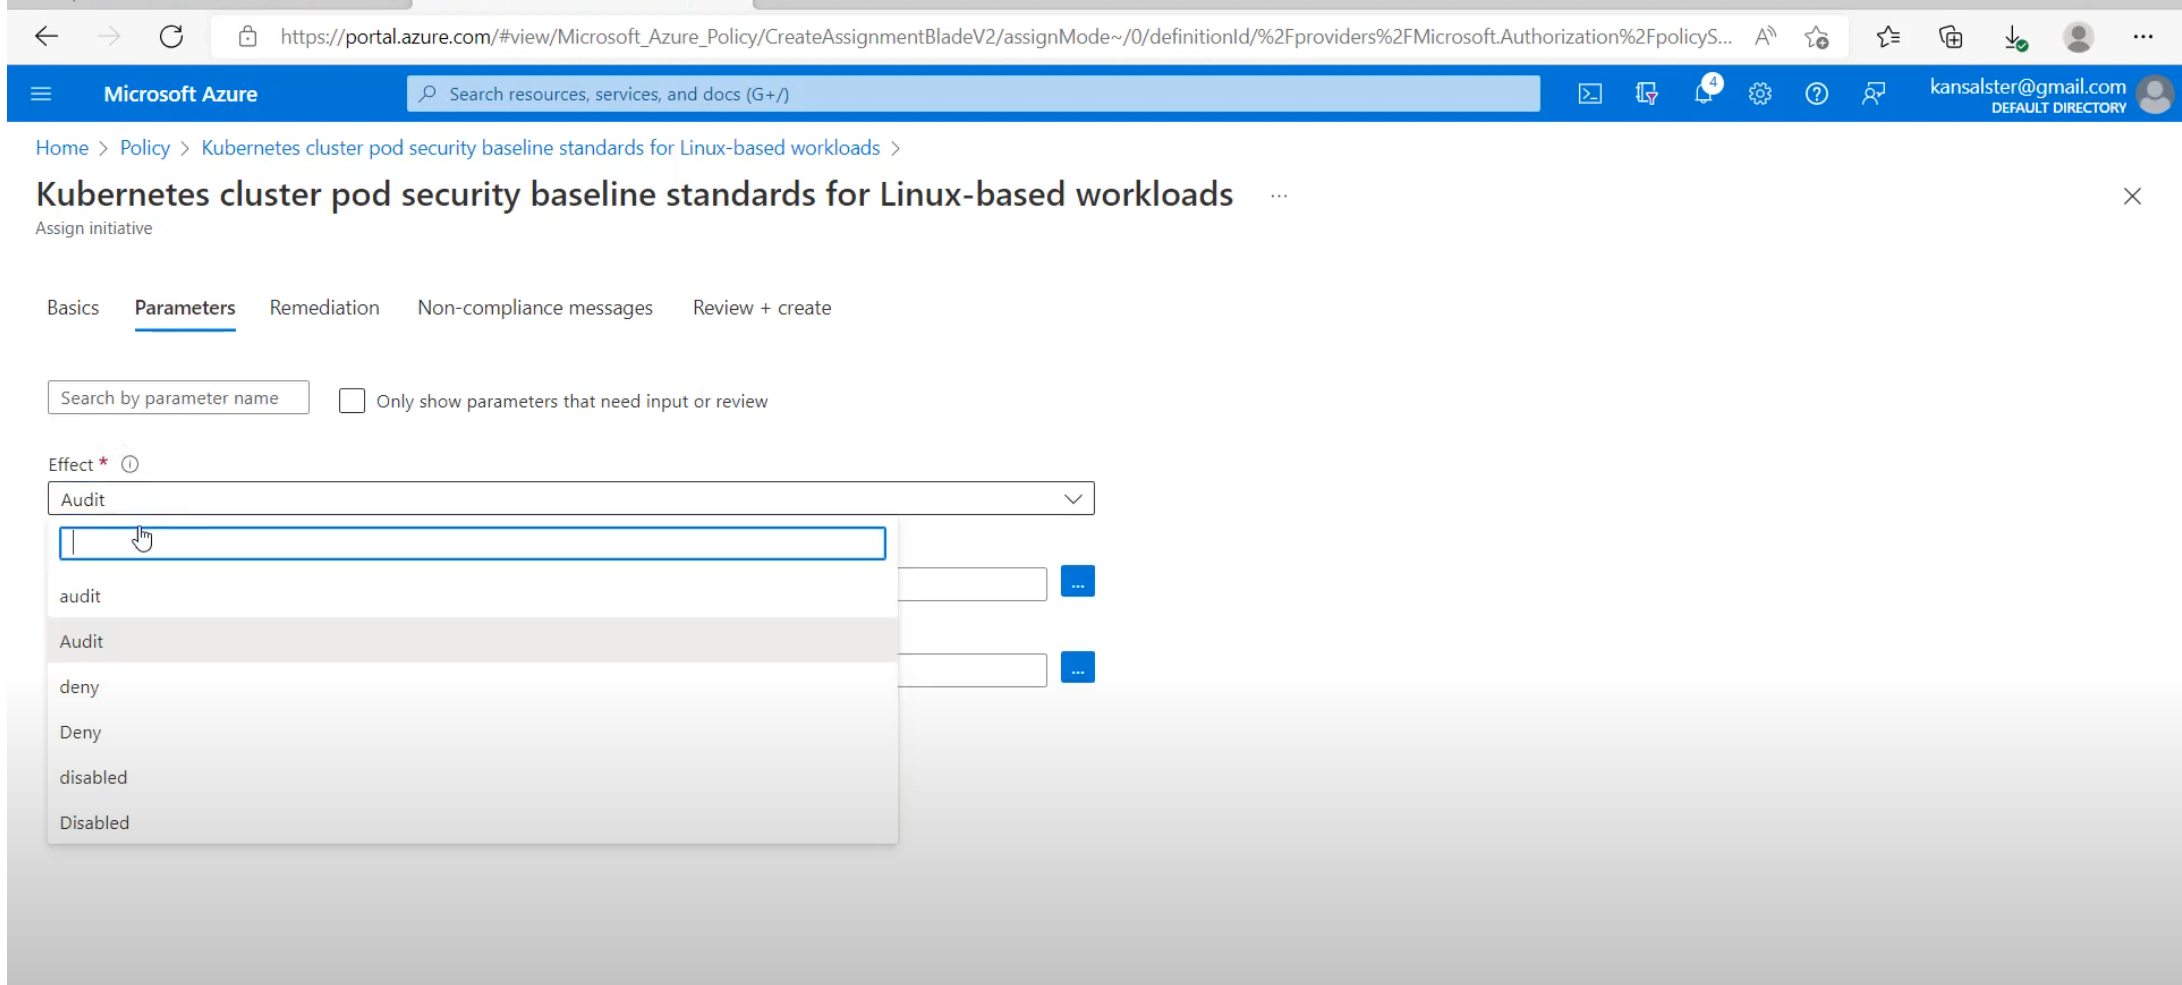 https://portal.azure.com/#view/Microsoft_Azure_Policy/CreateAssignmentBladeV2/assignMode~/0/definitionId/%2Fproviders%2FMicrosoft.Authorization%2FpolicyS...
Microsoft Azure
Search resources, services, and docs (G+/)
4
kansalster@gmail.com
DEFAULT DIRECTORY
Home > Policy > Kubernetes cluster pod security baseline standards for Linux-based workloads >
Kubernetes cluster pod security baseline standards for Linux-based workloads ...
Assign initiative
Basics Parameters Remediation Non-compliance messages Review + create
Search by parameter name
Only show parameters that need input or review
Effect *
Audit
...
audit
Audit
...
deny
Deny
disabled
Disabled